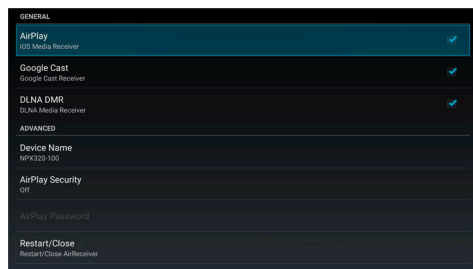 GENERAL
AirPlay
iOS Media Receiver
Google Cast
Google Cast Receiver
DLNA DMR
DLNA Media Receiver
ADVANCED
Device Name
NPX320-100
AirPlay Security
Off
AirPlay Password
Restart/Close
Restart/Close AirReceiver